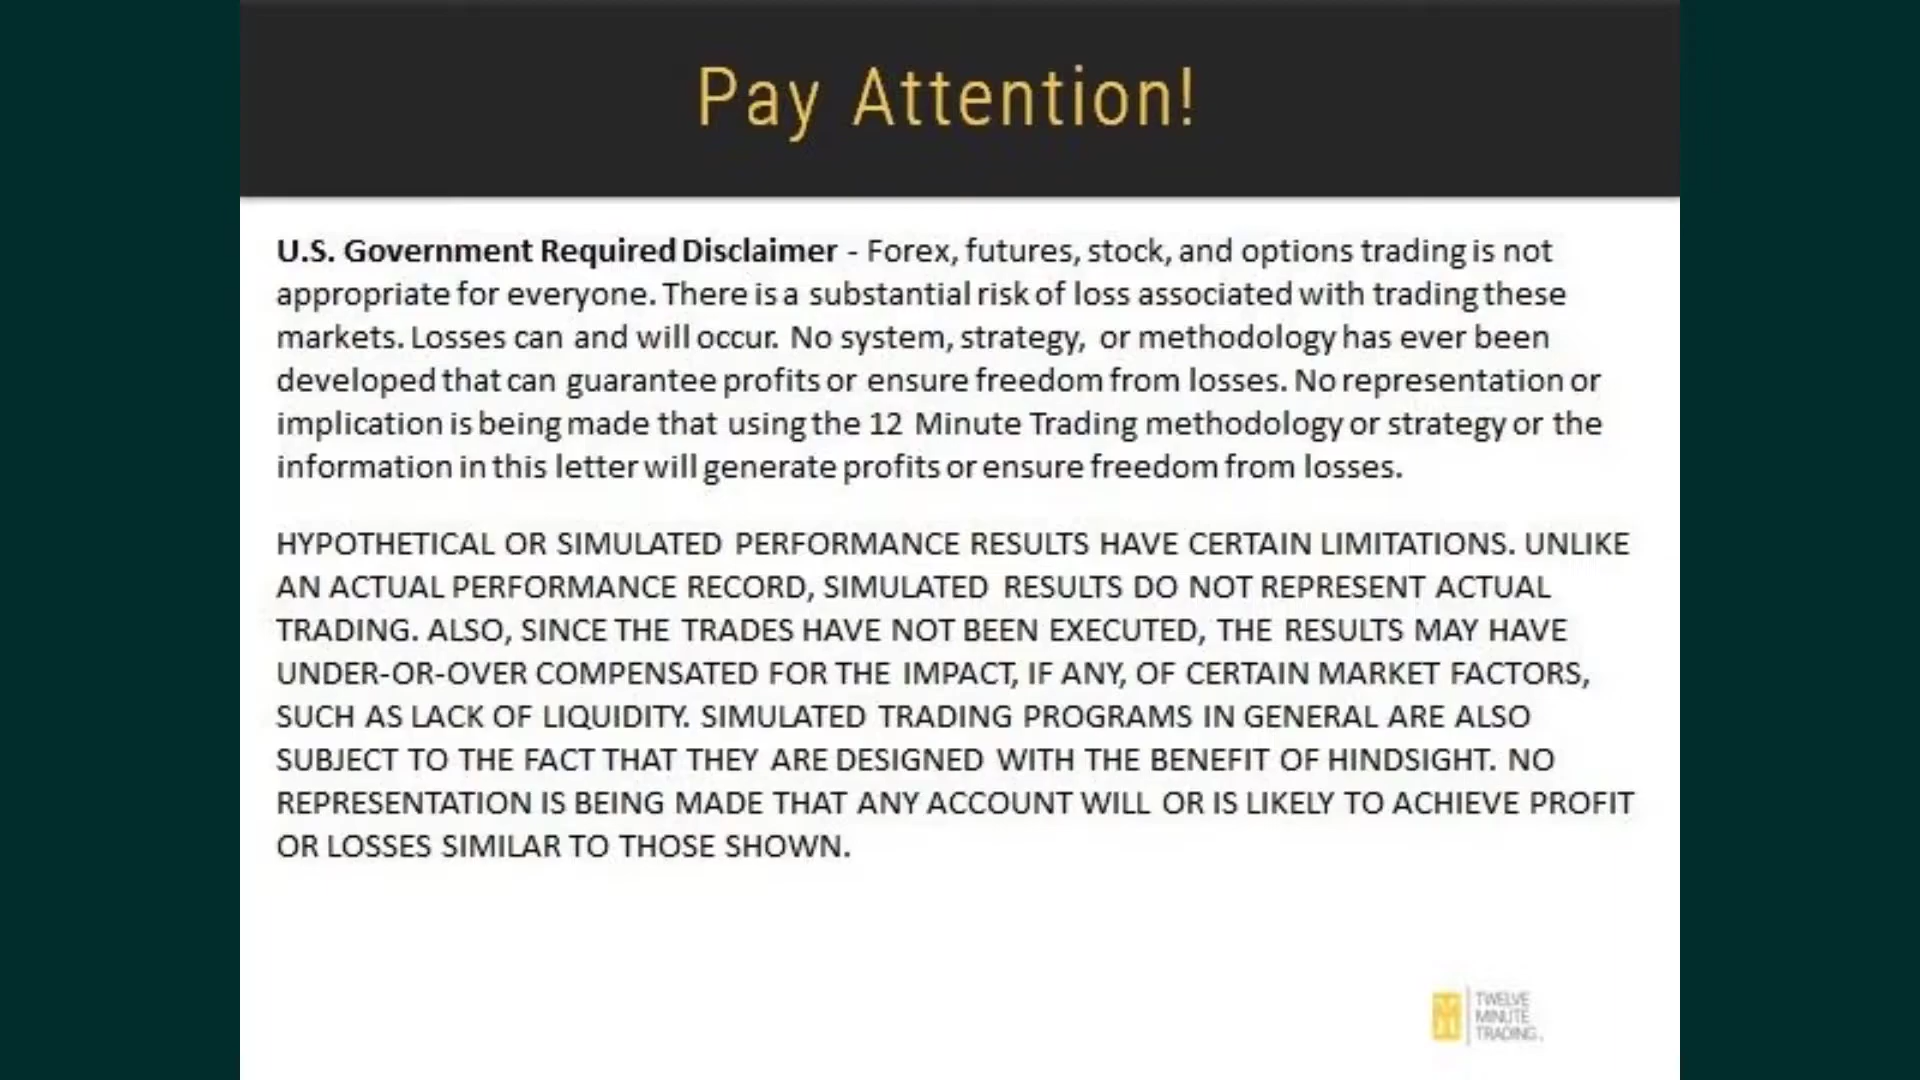 Pay Attention!
U.S. Government Required Disclaimer - Forex, futures, stock, and options trading is not
appropriate for everyone. There is a substantial risk of loss associated with trading these
markets. Losses can and will occur. No system, strategy, or methodology has ever been
developed that can guarantee profits or ensure freedom from losses. No representation or
implication is being made that using the 12 Minute Trading methodology or strategy or the
information in this letter will generate profits or ensure freedom from losses.
HYPOTHETICAL OR SIMULATED PERFORMANCE RESULTS HAVE CERTAIN LIMITATIONS. UNLIKE
AN ACTUAL PERFORMANCE RECORD, SIMULATED RESULTS DO NOT REPRESENT ACTUAL
TRADING. ALSO, SINCE THE TRADES HAVE NOT BEEN EXECUTED, THE RESULTS MAY HAVE
UNDER-OR-OVER COMPENSATED FOR THE IMPACT, IF ANY, OF CERTAIN MARKET FACTORS,
SUCH AS LACK OF LIQUIDITY. SIMULATED TRADING PROGRAMS IN GENERAL ARE ALSO
SUBJECT TO THE FACT THAT THEY ARE DESIGNED WITH THE BENEFIT OF HINDSIGHT. NO
REPRESENTATION IS BEING MADE THAT ANY ACCOUNT WILL OR IS LIKELY TO ACHIEVE PROFIT
OR LOSSES SIMILAR TO THOSE SHOWN.
TWELVE
MINUTE
TRADING